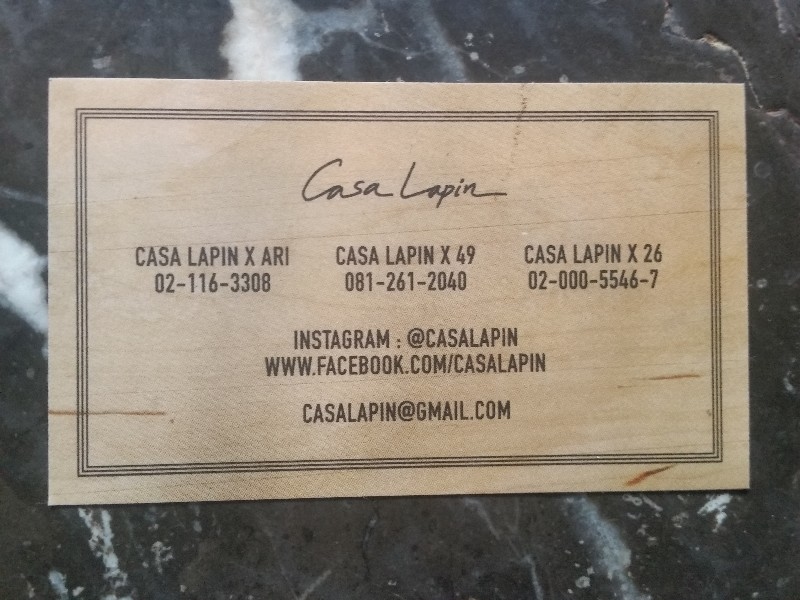 Casa Lapin
CASA LAPIN X ARI CASA LAPIN X 49 CASA LAPIN X 26
02-116-3308 081-261-2040 02-000-5546-7
INSTAGRAM : @CASALAPIN
WWW.FACEBOOK.COM/CASALAPIN
CASALAPIN@GMAIL.COM